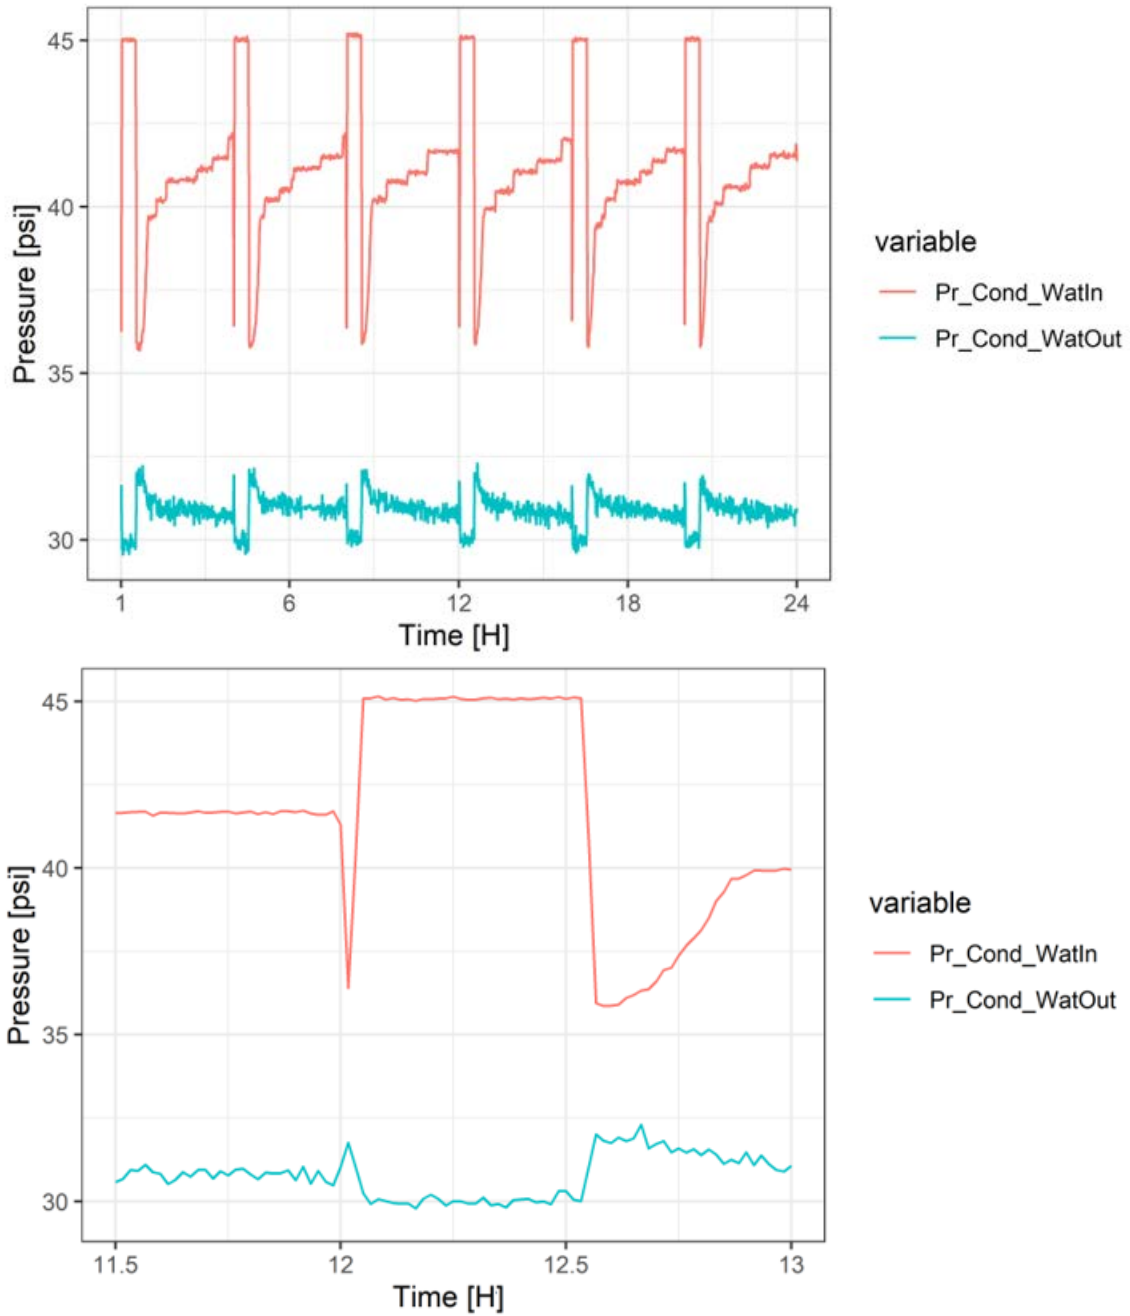 45
40
35
30
Pressure [psi]
1 6 12 18 24
Time [H]
variable
Pr_Cond_WatIn
Pr_Cond_WatOut
45
40
35
30
Pressure [psi]
11.5 12 12.5 13
Time [H]
variable
Pr_Cond_WatIn
Pr_Cond_WatOut